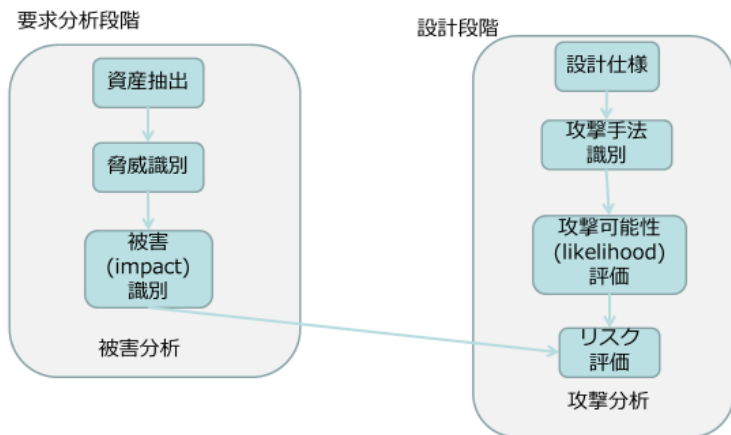 要求分析段階
資産抽出
脅威識別
被害
(impact)
識別
被害分析
設計段階
設計仕様
攻撃手法
識別
攻撃可能性
(likelihood)
評価
リスク
評価
攻撃分析